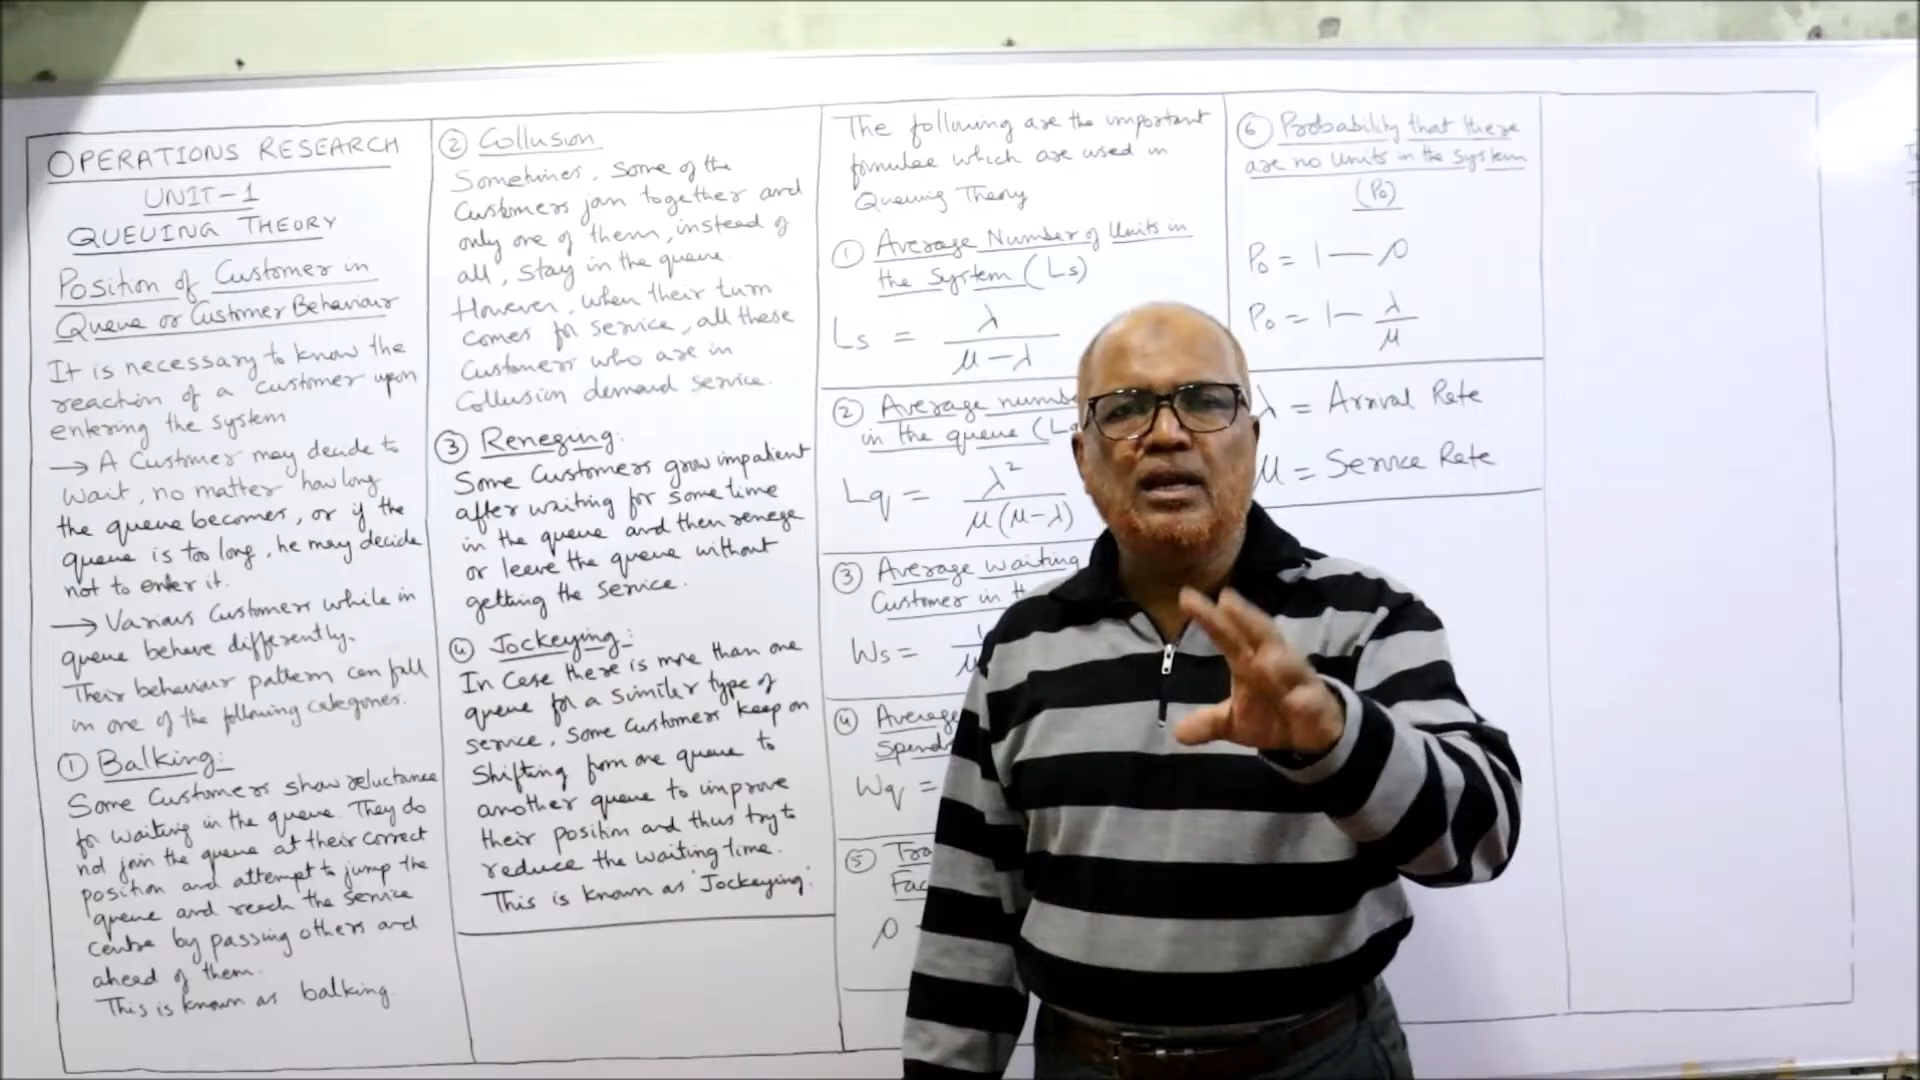 OPERATIONS RESEARCH
UNIT-1
QUEUING THEORY
Position of Customer in
Queue or Customer Behaviour
It is necessary to know the
reaction of a customer upon
entering the system
→ A Customer may decide to
wait, no matter how long
the queue becomes, or if the
queue is too long, he may decide
not to enter it.
→ Various Customers while in
queue behave differently.
Their behaviour pattern can fall
in one of the following categories.
① Balking:
Some Customers show reluctance
for waiting in the queue. They do
not join the queue at their correct
position and attempt to jump the
queue and reach the service
centre by passing others and
ahead of them.
This is known as balking
② Collusion
Sometimes, Some of the
Customers join together and
only one of them, instead of
all, stay in the queue.
However, when their turn
comes for service, all these
Customers who are in
Collusion demand service.
③ Reneging:
Some Customers grow impatient
after waiting for some time
in the queue and then renege
or leave the queue without
getting the service.
④ Jockeying:
In Case there is more than one
queue for a similar type of
service, some customers keep on
shifting from one queue to
another queue to improve
their position and thus try to
reduce the waiting time.
This is known as 'Jockeying'.
The following are the important
formulae which are used in
Queuing Theory
① Average Number of Units in
the System (Ls)
Ls = λ / μ - λ
② Average
in the queue
Lq = λ² / μ(μ-λ)
③ Average waiting
Customer in
Ws =
④ Average
Wq =
⑤
ρ
⑥ Probability that there
are no Units in the System
(P₀)
P₀ = 1 - ρ
P₀ = 1 - λ / μ
λ = Arrival Rate
μ = Service Rate